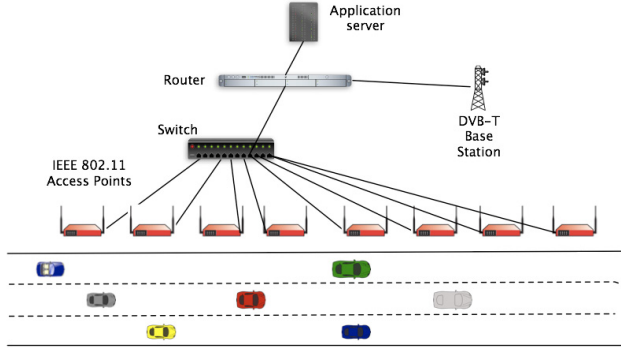 Application
server
Router
DVB-T
Base
Station
Switch
IEEE 802.11
Access Points